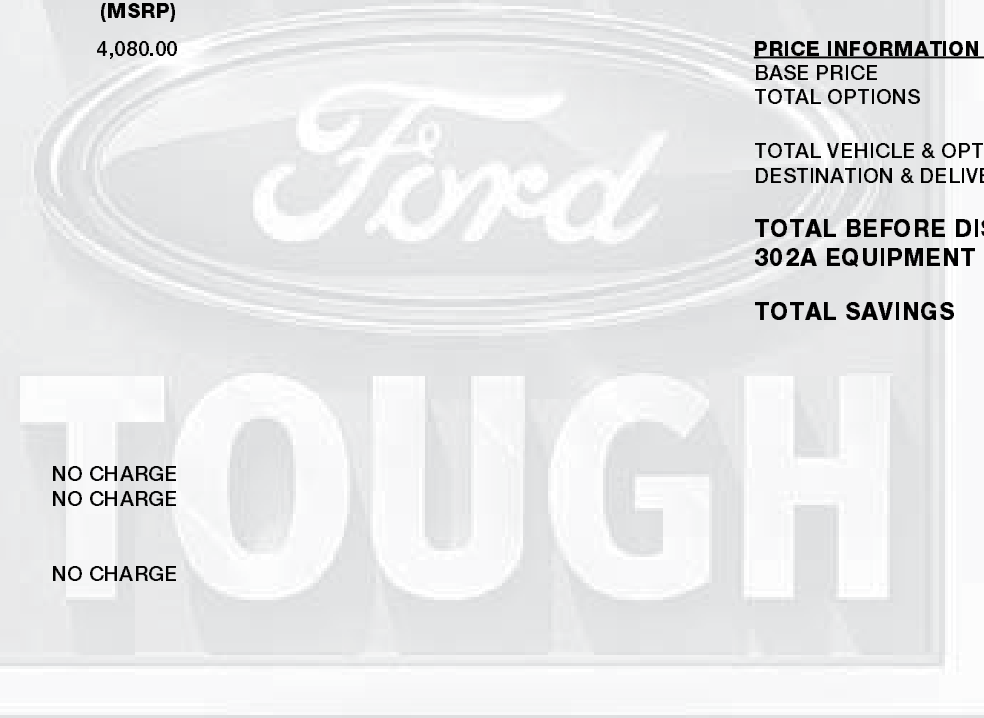 (MSRP)
4,080.00
PRICE INFORMATION
BASE PRICE
TOTAL OPTIONS
TOTAL VEHICLE & OPT
DESTINATION & DELIVE
TOTAL BEFORE DIS
302A EQUIPMENT
TOTAL SAVINGS
Ford
TOUGH
NO CHARGE
NO CHARGE
NO CHARGE